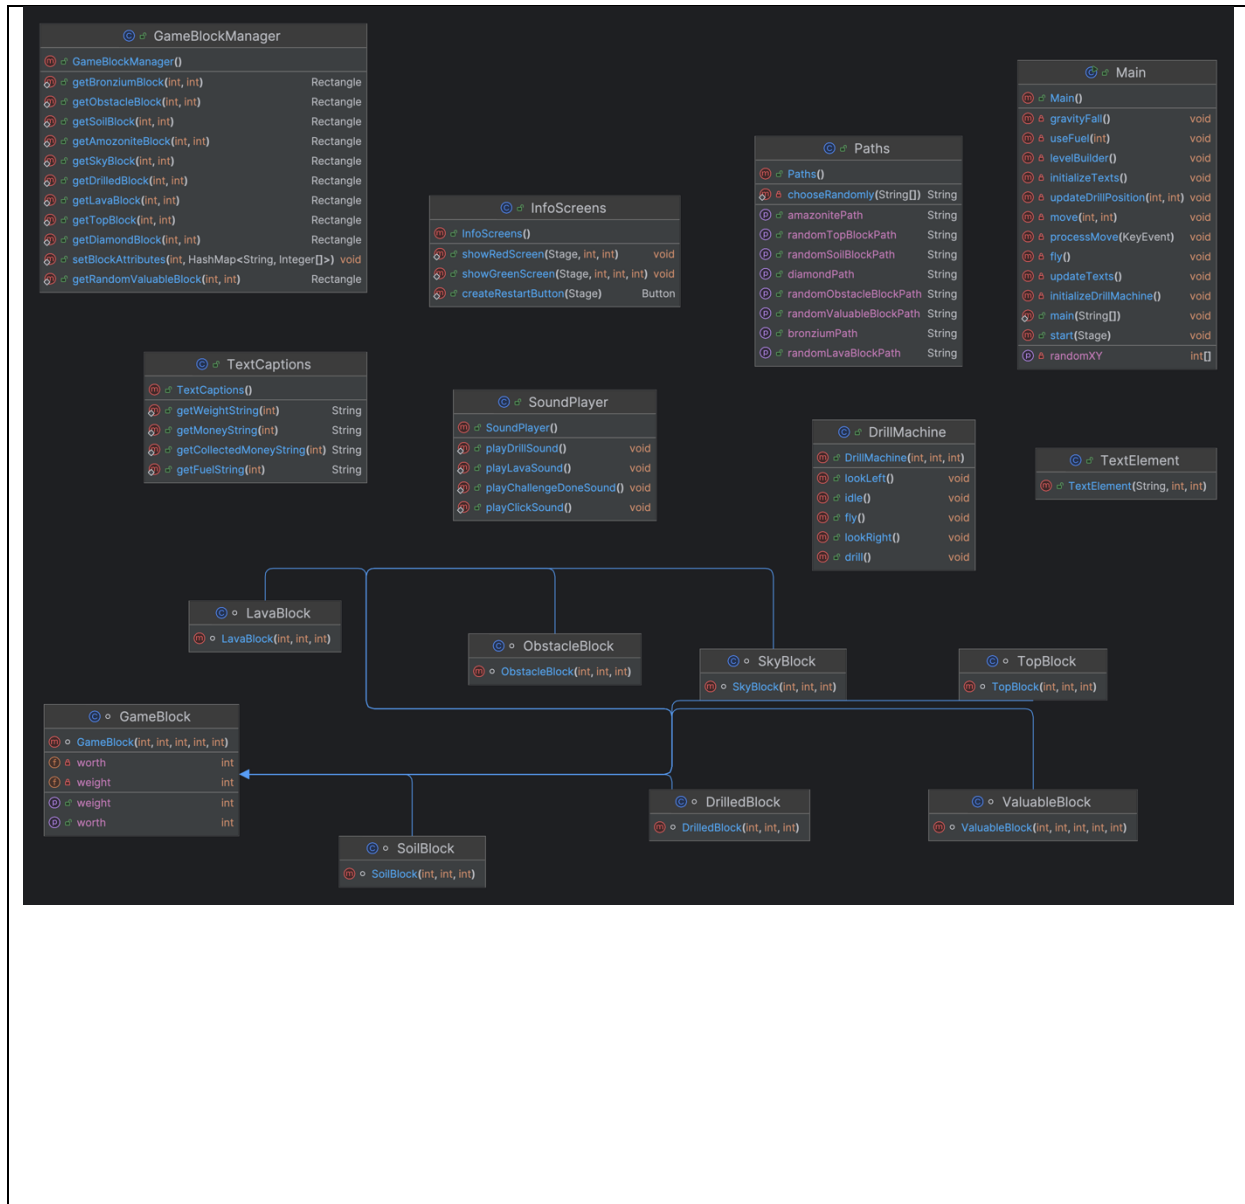 GameBlockManager
GameBlockManager()
getBronziumBlock(int, int) Rectangle
getObstacleBlock(int, int) Rectangle
getSoilBlock(int, int) Rectangle
getAmozoniteBlock(int, int) Rectangle
getSkyBlock(int, int) Rectangle
getDrilledBlock(int, int) Rectangle
getLavaBlock(int, int) Rectangle
getTopBlock(int, int) Rectangle
getDiamondBlock(int, int) Rectangle
setBlockAttributes(int, HashMap<String, Integer[]>) void
getRandomValuableBlock(int, int) Rectangle
InfoScreens
InfoScreens()
showRedScreen(Stage, int, int) void
showGreenScreen(Stage, int, int, int) void
createRestartButton(Stage) Button
Paths
Paths()
chooseRandomly(String[]) String
amazonitePath String
randomTopBlockPath String
randomSoilBlockPath String
diamondPath String
randomObstacleBlockPath String
randomValuableBlockPath String
bronziumPath String
randomLavaBlockPath String
Main
Main()
gravityFall() void
useFuel(int) void
levelBuilder() void
initializeTexts() void
updateDrillPosition(int, int) void
move(int, int) void
processMove(KeyEvent) void
fly() void
updateTexts() void
initializeDrillMachine() void
main(String[]) void
start(Stage) void
randomXY int[]
TextCaptions
TextCaptions()
getWeightString(int) String
getMoneyString(int) String
getCollectedMoneyString(int) String
getFuelString(int) String
SoundPlayer
SoundPlayer()
playDrillSound() void
playLavaSound() void
playChallengeDoneSound() void
playClickSound() void
DrillMachine
DrillMachine(int, int, int)
lookLeft() void
idle() void
fly() void
lookRight() void
drill() void
TextElement
TextElement(String, int, int)
LavaBlock
LavaBlock(int, int, int)
ObstacleBlock
ObstacleBlock(int, int, int)
SkyBlock
SkyBlock(int, int, int)
TopBlock
TopBlock(int, int, int)
GameBlock
GameBlock(int, int, int, int, int)
worth int
weight int
weight int
worth int
DrilledBlock
DrilledBlock(int, int, int)
ValuableBlock
ValuableBlock(int, int, int, int, int)
SoilBlock
SoilBlock(int, int, int)